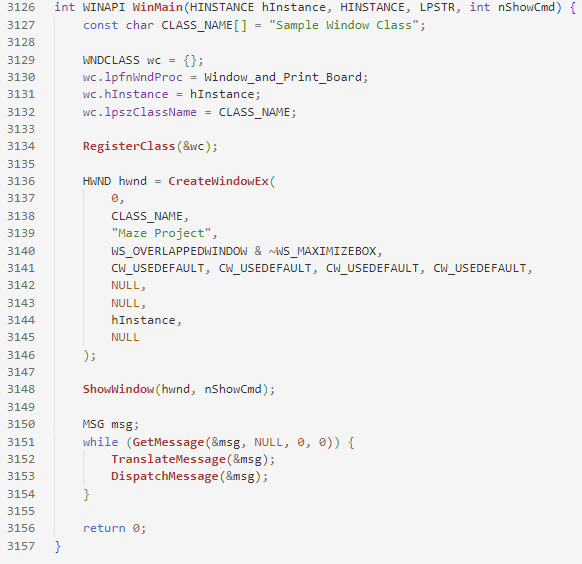 3126 int WINAPI WinMain(HINSTANCE hInstance, HINSTANCE, LPSTR, int nShowCmd) {
3127     const char CLASS_NAME[] = "Sample Window Class";
3128
3129     WNDCLASS wc = {};
3130     wc.lpfnWndProc = Window_and_Print_Board;
3131     wc.hInstance = hInstance;
3132     wc.lpszClassName = CLASS_NAME;
3133
3134     RegisterClass(&wc);
3135
3136     HWND hwnd = CreateWindowEx(
3137         0,
3138         CLASS_NAME,
3139         "Maze Project",
3140         WS_OVERLAPPEDWINDOW & ~WS_MAXIMIZEBOX,
3141         CW_USEDEFAULT, CW_USEDEFAULT, CW_USEDEFAULT, CW_USEDEFAULT,
3142         NULL,
3143         NULL,
3144         hInstance,
3145         NULL
3146     );
3147
3148     ShowWindow(hwnd, nShowCmd);
3149
3150     MSG msg;
3151     while (GetMessage(&msg, NULL, 0, 0)) {
3152         TranslateMessage(&msg);
3153         DispatchMessage(&msg);
3154     }
3155
3156     return 0;
3157 }